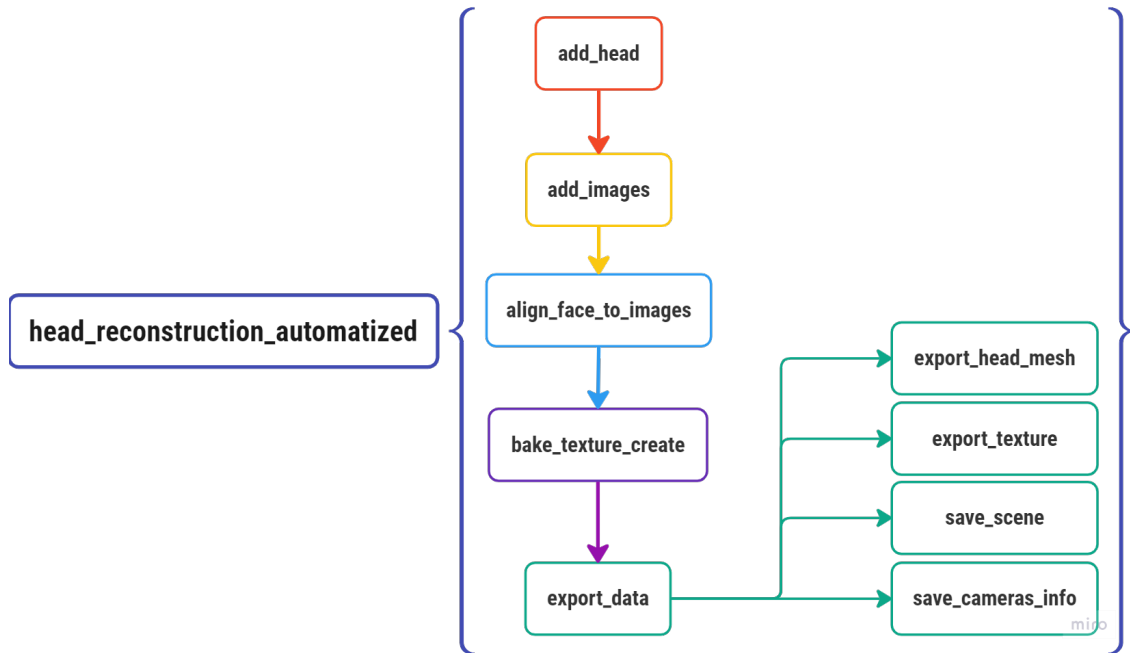 add_head
add_images
head_reconstruction_automatized
align_face_to_images
bake_texture_create
export_data
export_head_mesh
export_texture
save_scene
save_cameras_info
miro